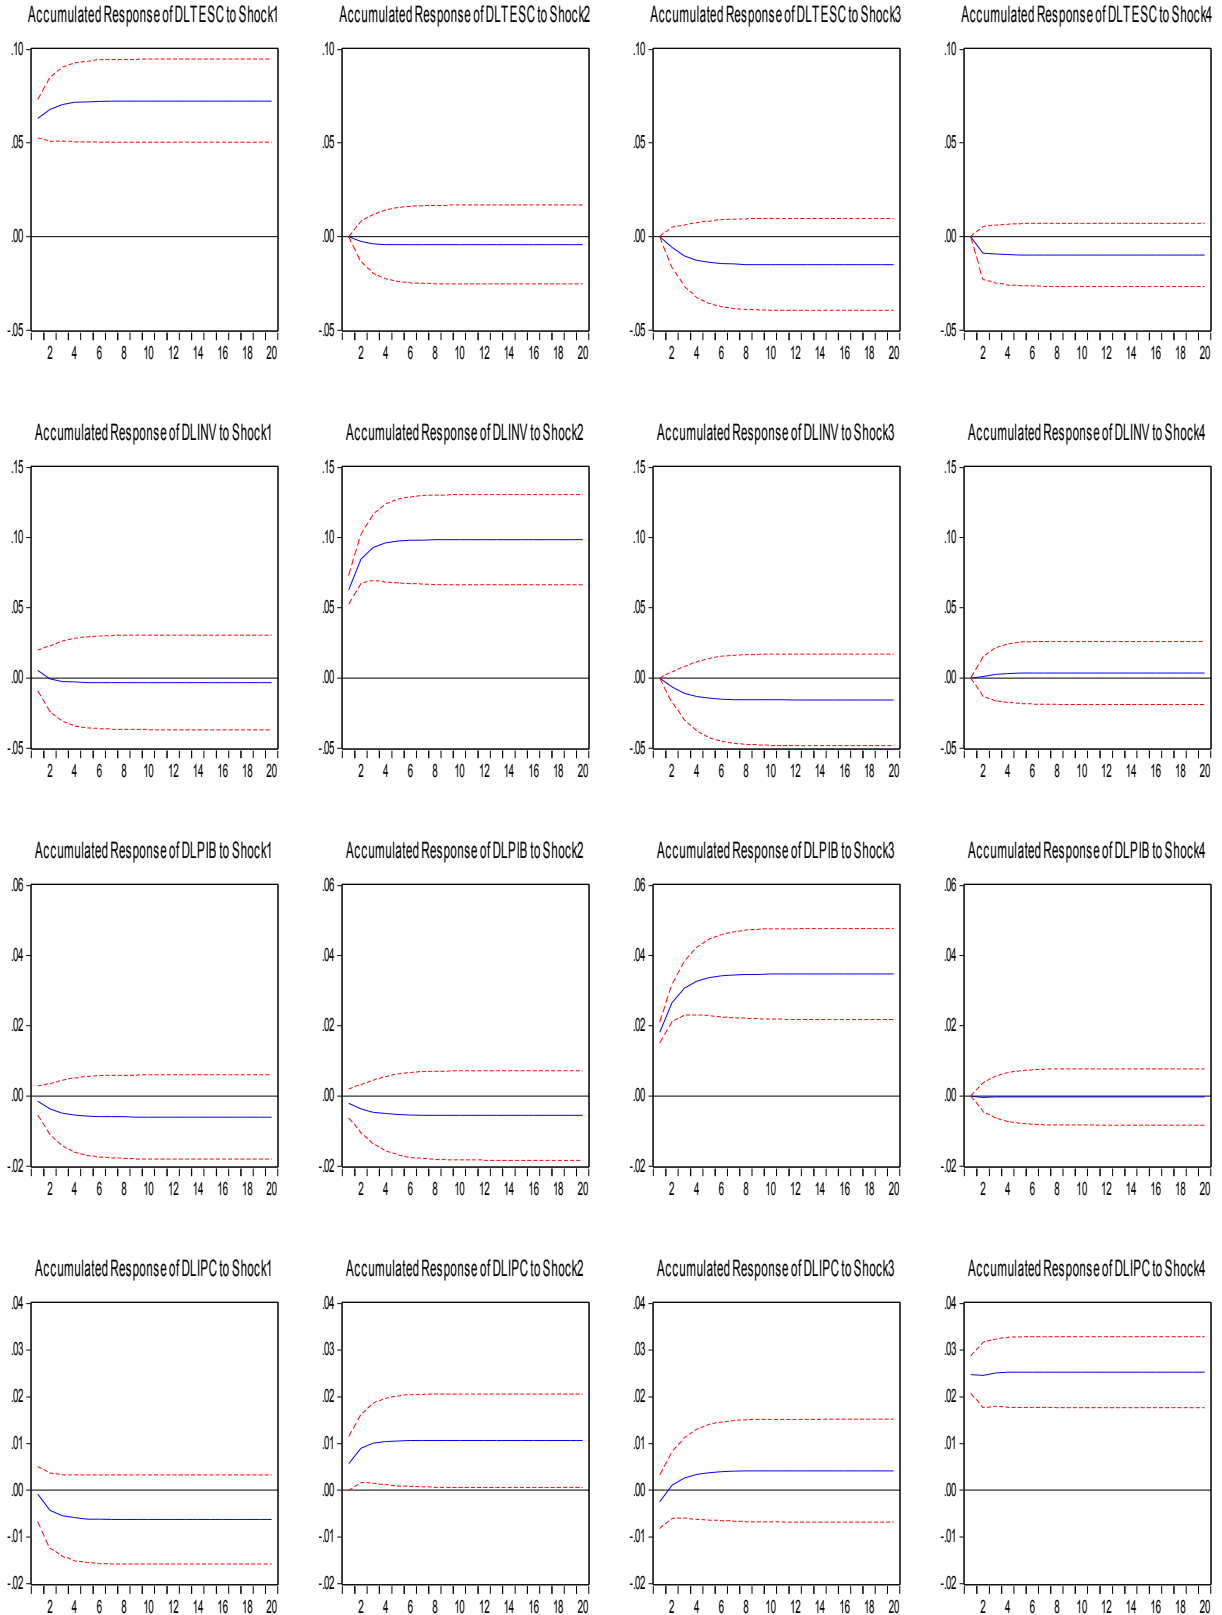 Accumulated Response of DLTESC to Shock1 Accumulated Response of DLTESC to Shock2 Accumulated Response of DLTESC to Shock3 Accumulated Response of DLTESC to Shock4
.10 .10 .10 .10
.05 .05 .05 .05
.00 .00 .00 .00
-.05 -.05 -.05 -.05
2 4 6 8 10 12 14 16 18 20 2 4 6 8 10 12 14 16 18 20 2 4 6 8 10 12 14 16 18 20 2 4 6 8 10 12 14 16 18 20
Accumulated Response of DLINV to Shock1 Accumulated Response of DLINV to Shock2 Accumulated Response of DLINV to Shock3 Accumulated Response of DLINV to Shock4
.15 .15 .15 .15
.10 .10 .10 .10
.05 .05 .05 .05
.00 .00 .00 .00
-.05 -.05 -.05 -.05
2 4 6 8 10 12 14 16 18 20 2 4 6 8 10 12 14 16 18 20 2 4 6 8 10 12 14 16 18 20 2 4 6 8 10 12 14 16 18 20
Accumulated Response of DLPIB to Shock1 Accumulated Response of DLPIB to Shock2 Accumulated Response of DLPIB to Shock3 Accumulated Response of DLPIB to Shock4
.06 .06 .06 .06
.04 .04 .04 .04
.02 .02 .02 .02
.00 .00 .00 .00
-.02 -.02 -.02 -.02
2 4 6 8 10 12 14 16 18 20 2 4 6 8 10 12 14 16 18 20 2 4 6 8 10 12 14 16 18 20 2 4 6 8 10 12 14 16 18 20
Accumulated Response of DLIPC to Shock1 Accumulated Response of DLIPC to Shock2 Accumulated Response of DLIPC to Shock3 Accumulated Response of DLIPC to Shock4
.04 .04 .04 .04
.03 .03 .03 .03
.02 .02 .02 .02
.01 .01 .01 .01
.00 .00 .00 .00
-.01 -.01 -.01 -.01
-.02 -.02 -.02 -.02
2 4 6 8 10 12 14 16 18 20 2 4 6 8 10 12 14 16 18 20 2 4 6 8 10 12 14 16 18 20 2 4 6 8 10 12 14 16 18 20